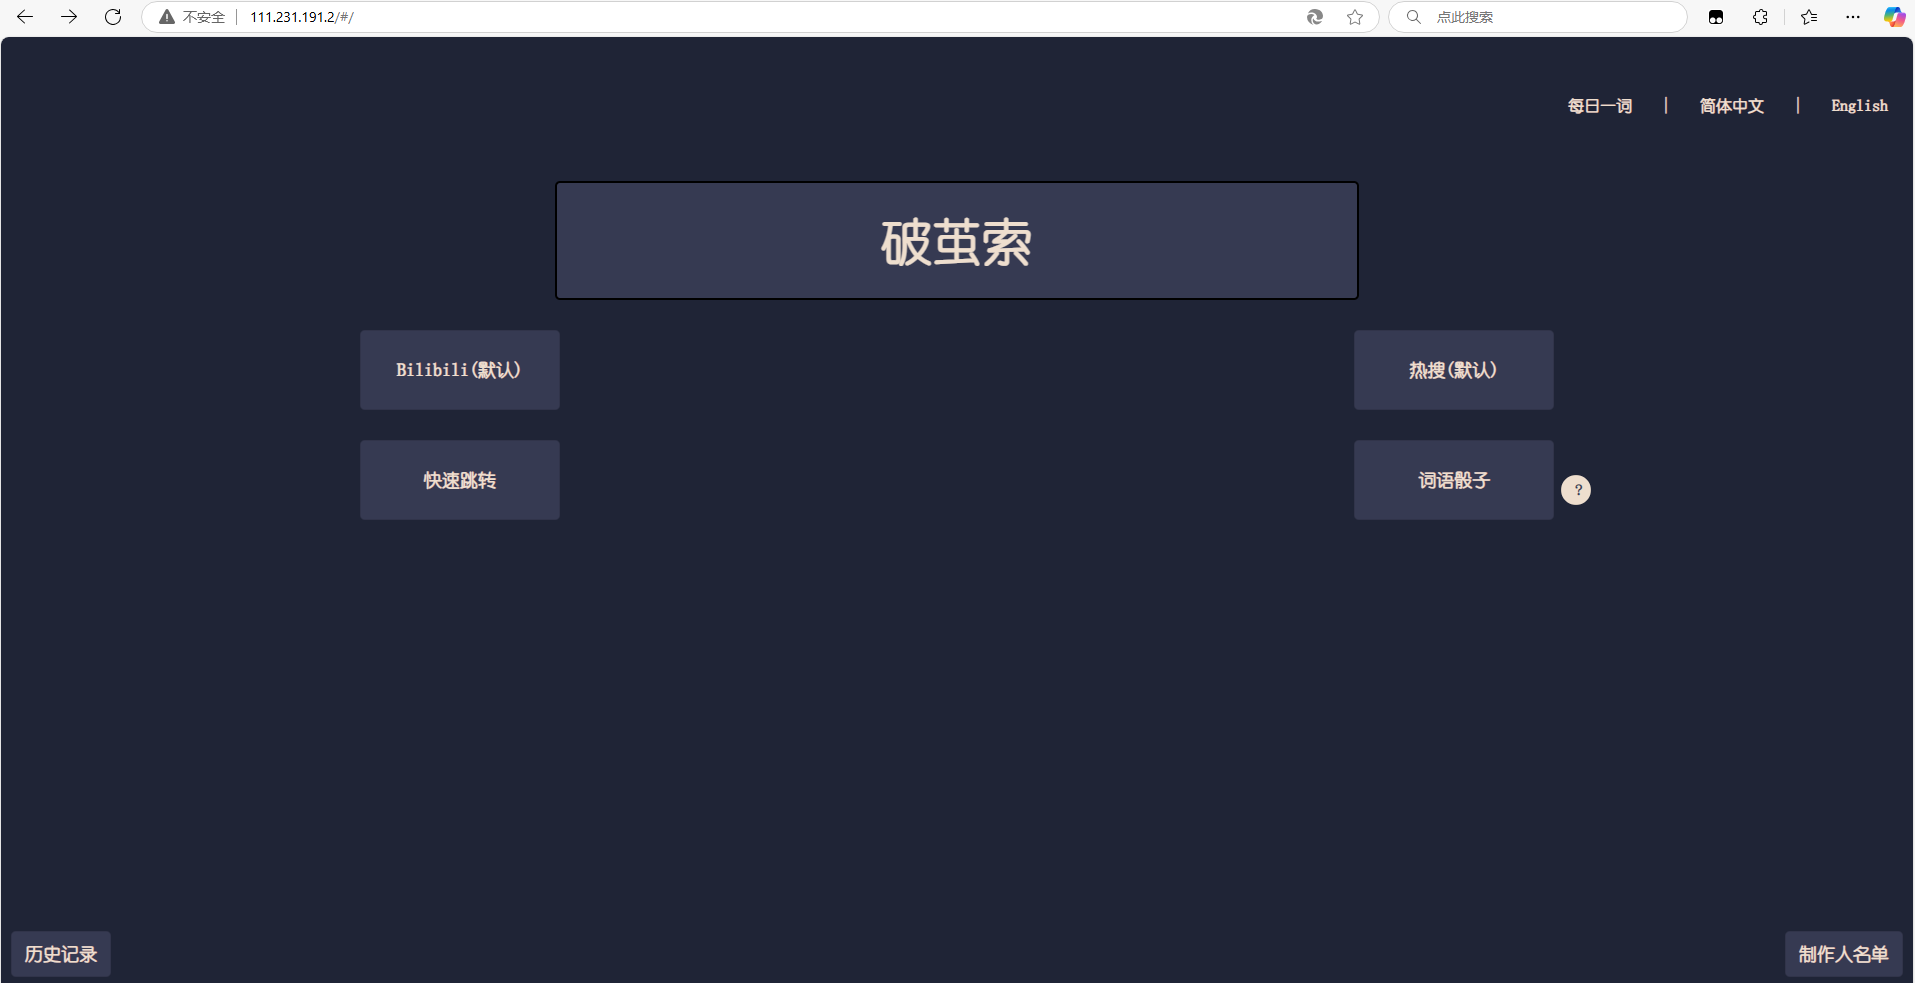 不安全 | 111.231.191.2/#/
点此搜索
每日一词 | 简体中文 | English
破茧索
Bilibili(默认)
热搜(默认)
快速跳转
词语骰子
?
历史记录
制作人名单